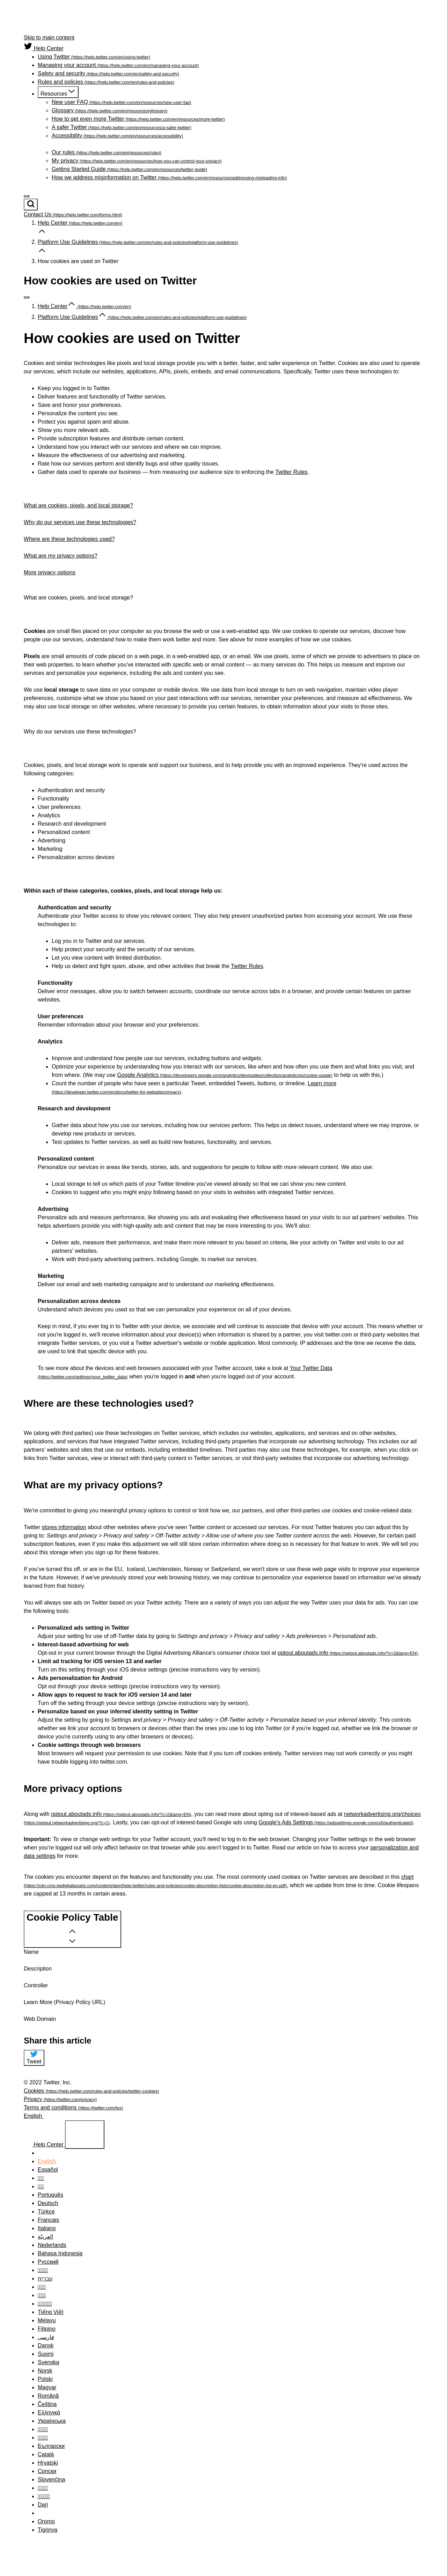 Skip to main content
Help Center
Using Twitter (https://help.twitter.com/en/using-twitter)
Managing your account (https://help.twitter.com/en/managing-your-account)
Safety and security (https://help.twitter.com/en/safety-and-security)
Rules and policies (https://help.twitter.com/en/rules-and-policies)
Resources
New user FAQ (https://help.twitter.com/en/resources/new-user-faq)
Glossary (https://help.twitter.com/en/resources/glossary)
How to get even more Twitter (https://help.twitter.com/en/resources/more-twitter)
A safer Twitter (https://help.twitter.com/en/resources/a-safer-twitter)
Accessibility (https://help.twitter.com/en/resources/accessibility)
Our rules (https://help.twitter.com/en/resources/rules)
My privacy (https://help.twitter.com/en/resources/how-you-can-control-your-privacy)
Getting Started Guide (https://help.twitter.com/en/resources/twitter-guide)
How we address misinformation on Twitter (https://help.twitter.com/en/resources/addressing-misleading-info)
Contact Us (https://help.twitter.com/forms.html)
1. Help Center (https://help.twitter.com/en)
2. Platform Use Guidelines (https://help.twitter.com/en/rules-and-policies#platform-use-guidelines)
3. How cookies are used on Twitter
How cookies are used on Twitter
1. Help Center (https://help.twitter.com/en)
2. Platform Use Guidelines (https://help.twitter.com/en/rules-and-policies#platform-use-guidelines)
How cookies are used on Twitter
Cookies and similar technologies like pixels and local storage provide you with a better, faster, and safer experience on Twitter. Cookies are also used to operate
our services, which include our websites, applications, APIs, pixels, embeds, and email communications. Specifically, Twitter uses these technologies to:
Keep you logged in to Twitter.
Deliver features and functionality of Twitter services.
Save and honor your preferences.
Personalize the content you see.
Protect you against spam and abuse.
Show you more relevant ads.
Provide subscription features and distribute certain content.
Understand how you interact with our services and where we can improve.
Measure the effectiveness of our advertising and marketing.
Rate how our services perform and identify bugs and other quality issues.
Gather data used to operate our business — from measuring our audience size to enforcing the Twitter Rules.
What are cookies, pixels, and local storage?
Why do our services use these technologies?
Where are these technologies used?
What are my privacy options?
More privacy options
What are cookies, pixels, and local storage?
Cookies are small files placed on your computer as you browse the web or use a web-enabled app. We use cookies to operate our services, discover how
people use our services, understand how to make them work better and more. See above for more examples of how we use cookies.
Pixels are small amounts of code placed on a web page, in a web-enabled app, or an email. We use pixels, some of which we provide to advertisers to place on
their web properties, to learn whether you've interacted with specific web or email content — as many services do. This helps us measure and improve our
services and personalize your experience, including the ads and content you see.
We use local storage to save data on your computer or mobile device. We use data from local storage to turn on web navigation, maintain video player
preferences, customize what we show you based on your past interactions with our services, remember your preferences, and measure ad effectiveness. We
may also use local storage on other websites, where necessary to provide you certain features, to obtain information about your visits to those sites.
Why do our services use these technologies?
Cookies, pixels, and local storage work to operate and support our business, and to help provide you with an improved experience. They're used across the
following categories:
Authentication and security
Functionality
User preferences
Analytics
Research and development
Personalized content
Advertising
Marketing
Personalization across devices
Within each of these categories, cookies, pixels, and local storage help us:
Authentication and security
Authenticate your Twitter access to show you relevant content. They also help prevent unauthorized parties from accessing your account. We use these
technologies to:
Log you in to Twitter and our services.
Help protect your security and the security of our services.
Let you view content with limited distribution.
Help us detect and fight spam, abuse, and other activities that break the Twitter Rules.
Functionality
Deliver error messages, allow you to switch between accounts, coordinate our service across tabs in a browser, and provide certain features on partner
websites.
User preferences
Remember information about your browser and your preferences.
Analytics
Improve and understand how people use our services, including buttons and widgets.
Optimize your experience by understanding how you interact with our services, like when and how often you use them and what links you visit, and
from where. (We may use Google Analytics (https://developers.google.com/analytics/devguides/collection/analyticsjs/cookie-usage) to help us with this.)
Count the number of people who have seen a particular Tweet, embedded Tweets, buttons, or timeline. Learn more
(https://developer.twitter.com/en/docs/twitter-for-websites/privacy).
Research and development
Gather data about how you use our services, including how our services perform. This helps us detect issues, understand where we may improve, or
develop new products or services.
Test updates to Twitter services, as well as build new features, functionality, and services.
Personalized content
Personalize our services in areas like trends, stories, ads, and suggestions for people to follow with more relevant content. We also use:
Local storage to tell us which parts of your Twitter timeline you've viewed already so that we can show you new content.
Cookies to suggest who you might enjoy following based on your visits to websites with integrated Twitter services.
Advertising
Personalize ads and measure performance, like showing you ads and evaluating their effectiveness based on your visits to our ad partners' websites. This
helps advertisers provide you with high-quality ads and content that may be more interesting to you. We'll also:
Deliver ads, measure their performance, and make them more relevant to you based on criteria, like your activity on Twitter and visits to our ad
partners' websites.
Work with third-party advertising partners, including Google, to market our services.
Marketing
Deliver our email and web marketing campaigns and to understand our marketing effectiveness.
Personalization across devices
Understand which devices you used so that we can personalize your experience on all of your devices.
Keep in mind, if you ever log in to Twitter with your device, we associate and will continue to associate that device with your account. This means whether or
not you're logged in, we'll receive information about your device(s) when information is shared by a partner, you visit twitter.com or third-party websites that
integrate Twitter services, or you visit a Twitter advertiser's website or mobile application. Most commonly, IP addresses and the time we receive the data,
are used to link that specific device with you.
To see more about the devices and web browsers associated with your Twitter account, take a look at Your Twitter Data
(https://twitter.com/settings/your_twitter_data) when you're logged in and when you're logged out of your account.
Where are these technologies used?
We (along with third parties) use these technologies on Twitter services, which includes our websites, applications, and services and on other websites,
applications, and services that have integrated Twitter services, including third-party properties that incorporate our advertising technology. This includes our ad
partners' websites and sites that use our embeds, including embedded timelines. Third parties may also use these technologies, for example, when you click on
links from Twitter services, view or interact with third-party content in Twitter services, or visit third-party websites that incorporate our advertising technology.
What are my privacy options?
We're committed to giving you meaningful privacy options to control or limit how we, our partners, and other third-parties use cookies and cookie-related data:
Twitter stores information about other websites where you've seen Twitter content or accessed our services. For most Twitter features you can adjust this by
going to: Settings and privacy > Privacy and safety > Off-Twitter activity > Allow use of where you see Twitter content across the web. However, for certain paid
subscription features, even if you make this adjustment we will still store certain information where doing so is necessary for that feature to work. We will tell you
about this storage when you sign up for these features.
If you've turned this off, or are in the EU, Iceland, Liechtenstein, Norway or Switzerland, we won't store or use these web page visits to improve your experience
in the future. However, if we've previously stored your web browsing history, we may continue to personalize your experience based on information we've already
learned from that history.
You will always see ads on Twitter based on your Twitter activity. There are a variety of ways you can adjust the way Twitter uses your data for ads. You can use
the following tools:
Personalized ads setting in Twitter
Adjust your setting for use of off-Twitter data by going to Settings and privacy > Privacy and safety > Ads preferences > Personalized ads.
Interest-based advertising for web
Opt-out in your current browser through the Digital Advertising Alliance's consumer choice tool at optout.aboutads.info (https://optout.aboutads.info/?c=2&lang=EN).
Limit ad tracking for iOS version 13 and earlier
Turn on this setting through your iOS device settings (precise instructions vary by version).
Ads personalization for Android
Opt out through your device settings (precise instructions vary by version).
Allow apps to request to track for iOS version 14 and later
Turn off the setting through your device settings (precise instructions vary by version).
Personalize based on your inferred identity setting in Twitter
Adjust the setting by going to Settings and privacy > Privacy and safety > Off-Twitter activity > Personalize based on your inferred identity. This controls
whether we link your account to browsers or devices other than the ones you use to log into Twitter (or if you're logged out, whether we link the browser or
device you're currently using to any other browsers or devices).
Cookie settings through web browsers
Most browsers will request your permission to use cookies. Note that if you turn off cookies entirely, Twitter services may not work correctly or you might
have trouble logging into twitter.com.
More privacy options
Along with optout.aboutads.info (https://optout.aboutads.info/?c=2&lang=EN), you can read more about opting out of interest-based ads at networkadvertising.org/choices
(https://optout.networkadvertising.org/?c=1). Lastly, you can opt-out of interest-based Google ads using Google's Ads Settings (https://adssettings.google.com/u/0/authenticated).
Important: To view or change web settings for your Twitter account, you'll need to log in to the web browser. Changing your Twitter settings in the web browser
when you're logged out will only affect behavior on that browser while you aren't logged in to Twitter. Read our article on how to access your personalization and
data settings for more.
The cookies you encounter depend on the features and functionality you use. The most commonly used cookies on Twitter services are described in this chart
(https://cdn.cms-twdigitalassets.com/content/dam/help-twitter/rules-and-policies/cookie-description-lists/cookie-description-list-en.pdf), which we update from time to time. Cookie lifespans
are capped at 13 months in certain areas.
Cookie Policy Table
Name
Description
Controller
Learn More (Privacy Policy URL)
Web Domain
Share this article
Tweet
© 2022 Twitter, Inc.
Cookies (https://help.twitter.com/rules-and-policies/twitter-cookies)
Privacy (https://twitter.com/privacy)
Terms and conditions (https://twitter.com/tos)
English
Help Center
English
Español
Português
Deutsch
Türkçe
Français
Italiano
العربيّة
Nederlands
Bahasa Indonesia
Русский
עברית
Tiếng Việt
Melayu
Filipino
فارسی
Dansk
Suomi
Svenska
Norsk
Polski
Magyar
Română
Čeština
Ελληνικά
Українська
Български
Català
Hrvatski
Српски
Slovenčina
Dari
Oromo
Tigrinya